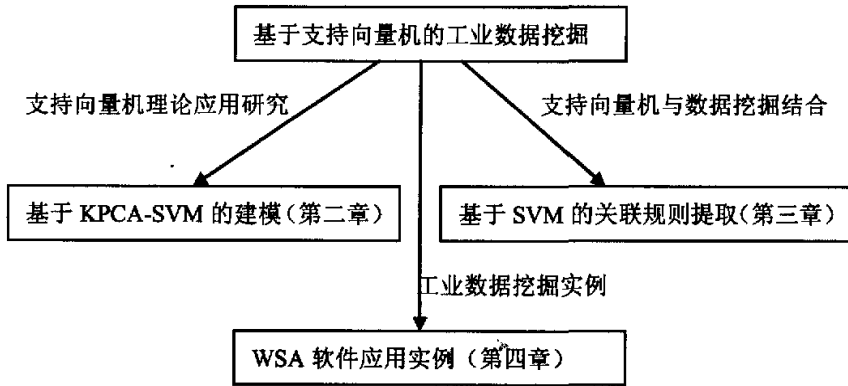 基于支持向量机的工业数据挖掘
支持向量机理论应用研究
支持向量机与数据挖掘结合
基于 KPCA-SVM 的建模（第二章）
基于 SVM 的关联规则提取（第三章）
工业数据挖掘实例
WSA 软件应用实例（第四章）